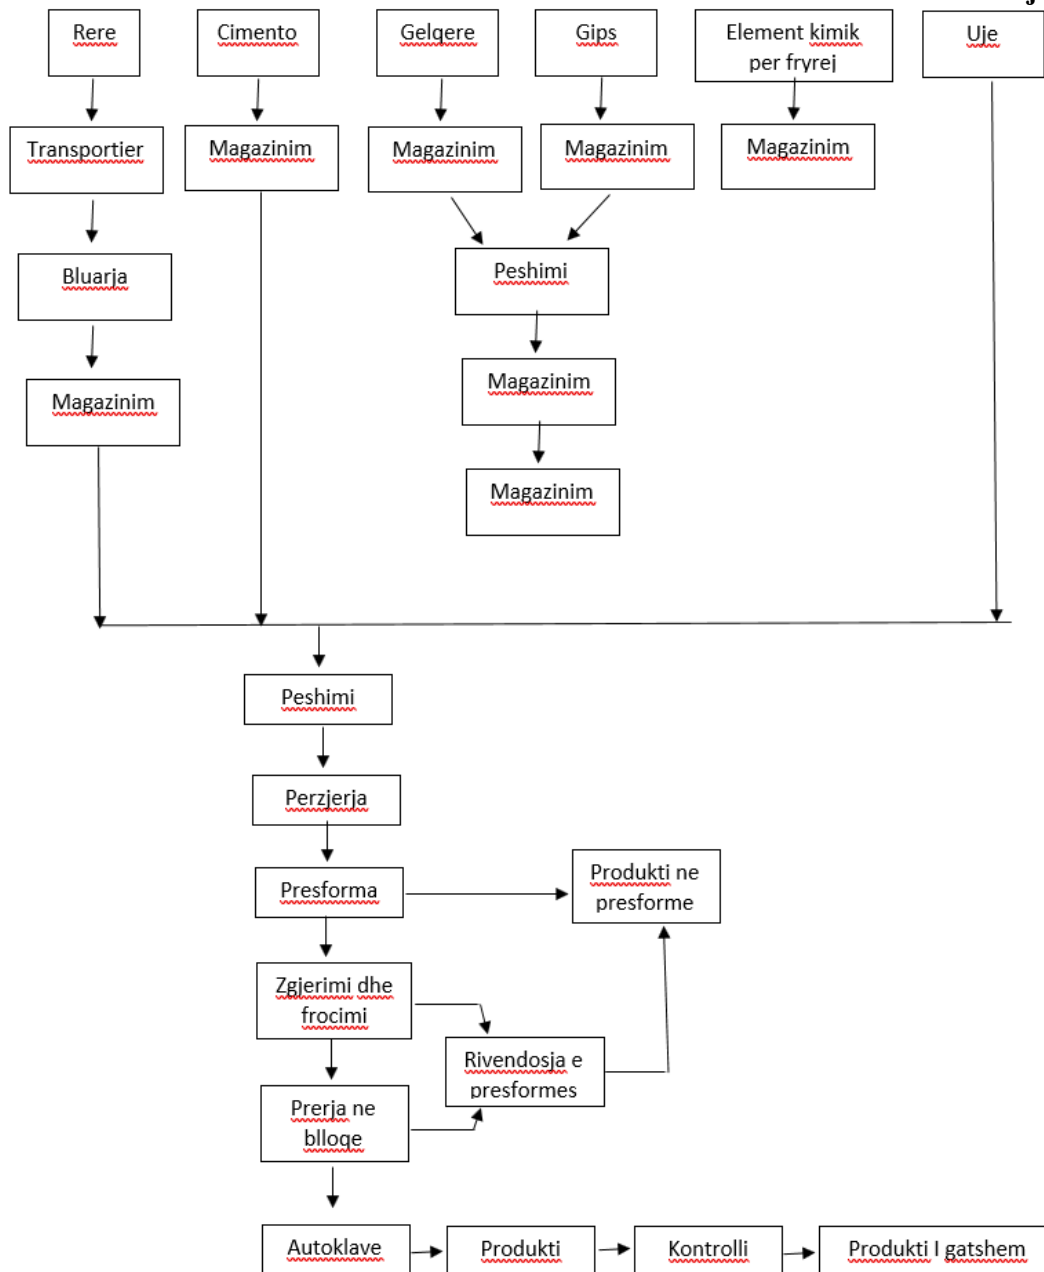 Rere
Cimento
Gelqere
Gips
Element kimik
per fryrej
Uje
Transportier
Magazinim
Magazinim
Magazinim
Magazinim
Bluarja
Peshimi
Magazinim
Magazinim
Magazinim
Peshimi
Perzjerja
Presforma
Produkti ne
presforme
Zgjerimi dhe
frocimi
Rivendosja e
presformes
Prerja ne
blloqe
Autoklave
Produkti
Kontrolli
Produkti I gatshem